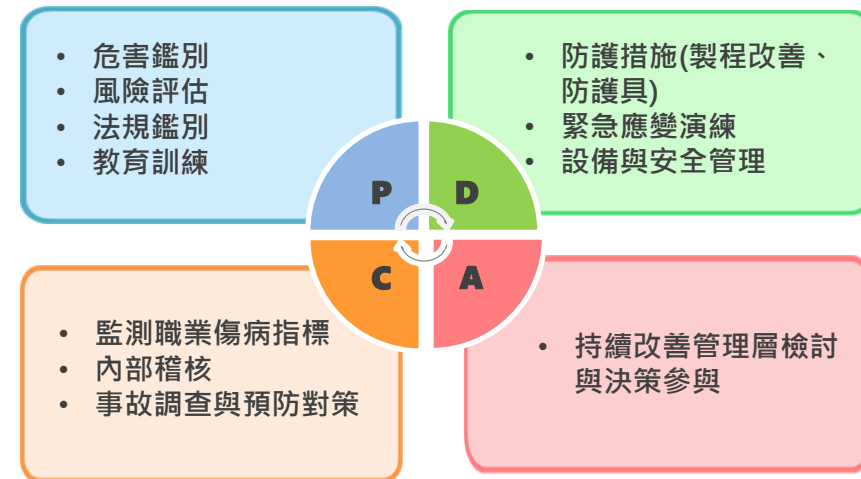 • 危害鑑別
• 風險評估
• 法規鑑別
• 教育訓練
• 防護措施(製程改善、
防護具)
• 緊急應變演練
• 設備與安全管理
P
D
C
A
• 監測職業傷病指標
• 內部稽核
• 事故調查與預防對策
• 持續改善管理層檢討
與決策參與